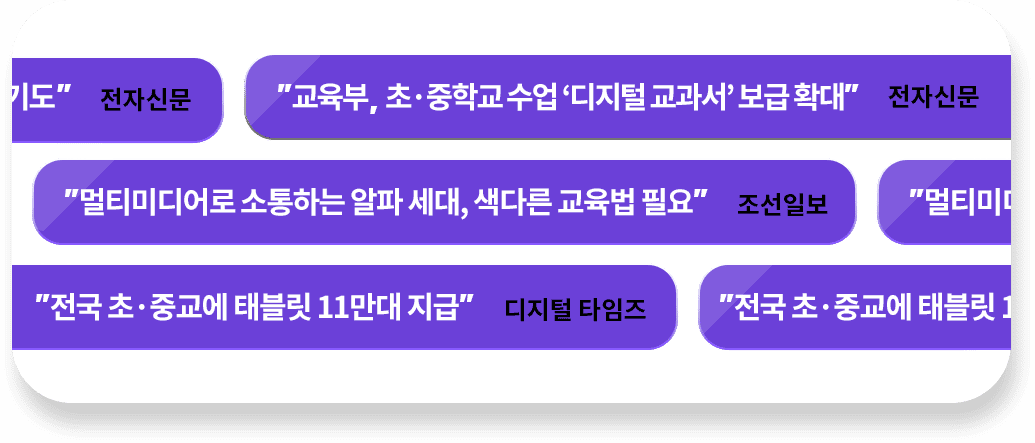 기도” 전자신문 ”교육부, 초·중학교 수업 ‘디지털 교과서’ 보급 확대” 전자신문
”멀티미디어로 소통하는 알파 세대, 색다른 교육법 필요” 조선일보 ”멀티미
”전국 초·중교에 태블릿 11만대 지급” 디지털 타임즈 ”전국 초·중교에 태블릿 1